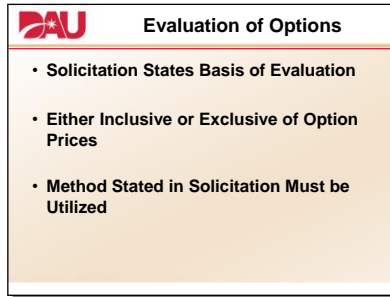 DAU
Evaluation of Options
• Solicitation States Basis of Evaluation
• Either Inclusive or Exclusive of Option
Prices
• Method Stated in Solicitation Must be
Utilized